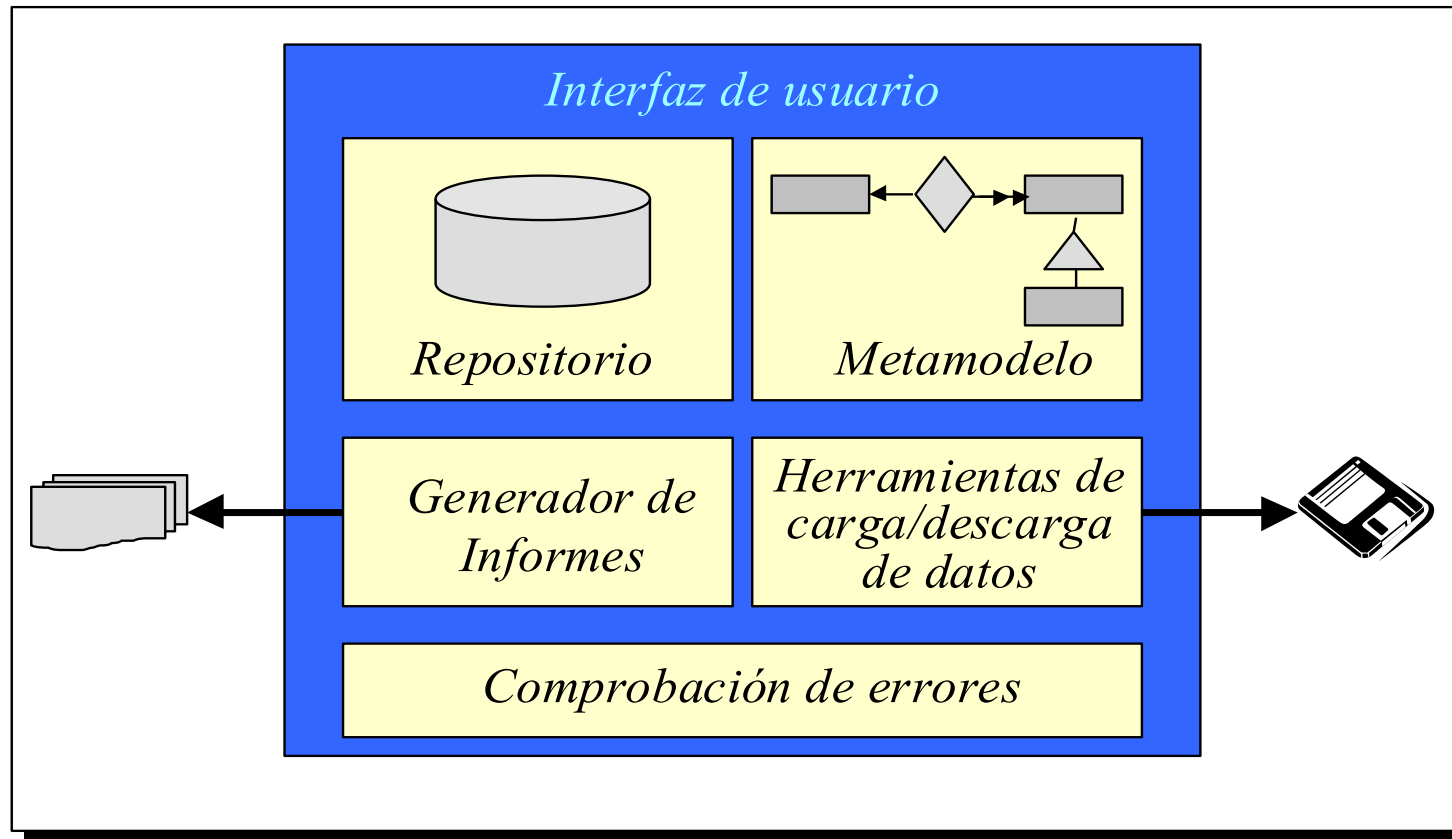 Interfaz de usuario
Repositorio
Metamodelo
Generador de
Informes
Herramientas de
carga/descarga
de datos
Comprobación de errores